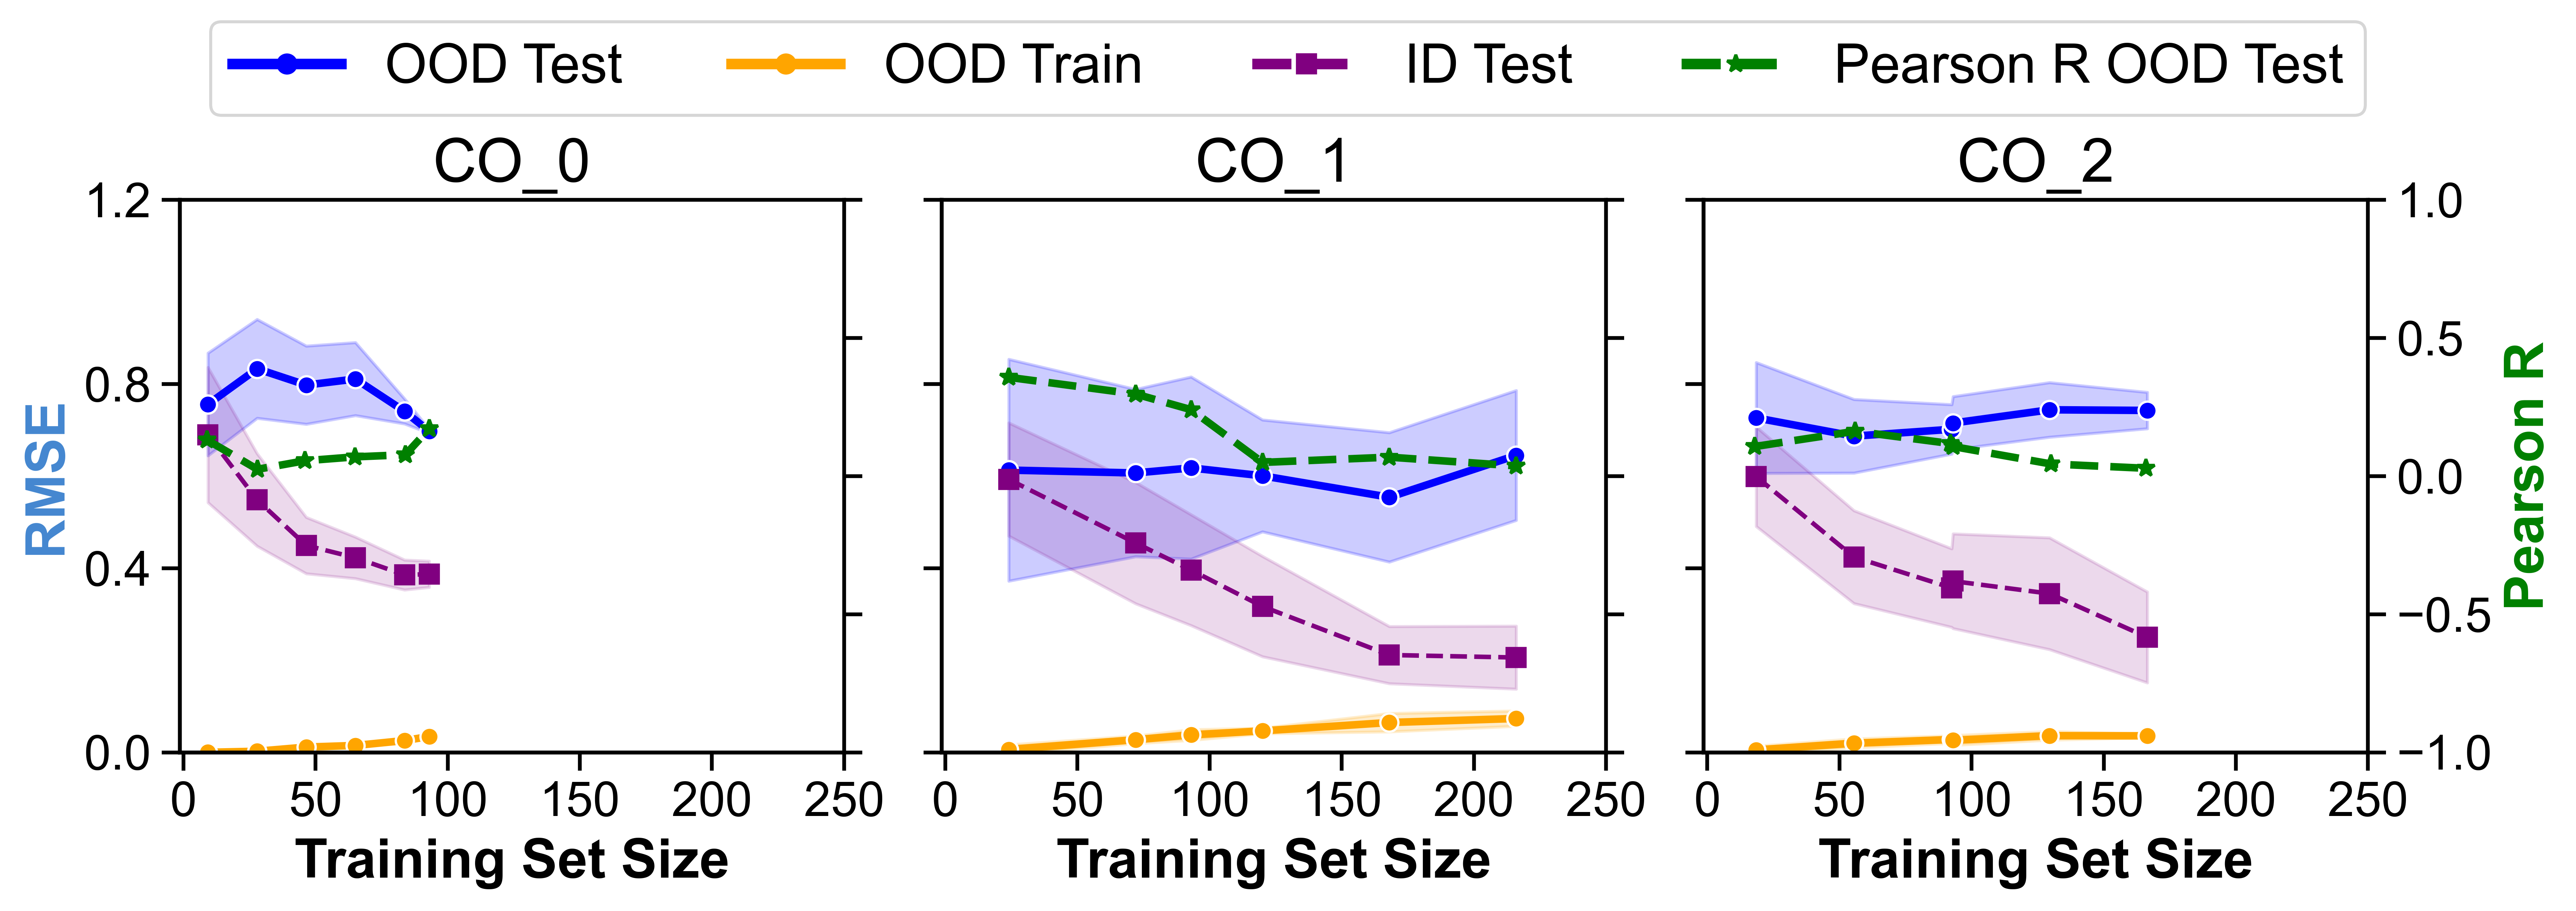 OOD Test OOD Train ID Test Pearson R OOD Test
CO_0 CO_1 CO_2
RMSE
1.2
0.8
0.4
0.0
1.0
0.5
0.0
−0.5
−1.0
Pearson R
0 50 100 150 200 250 0 50 100 150 200 250 0 50 100 150 200 250
Training Set Size Training Set Size Training Set Size